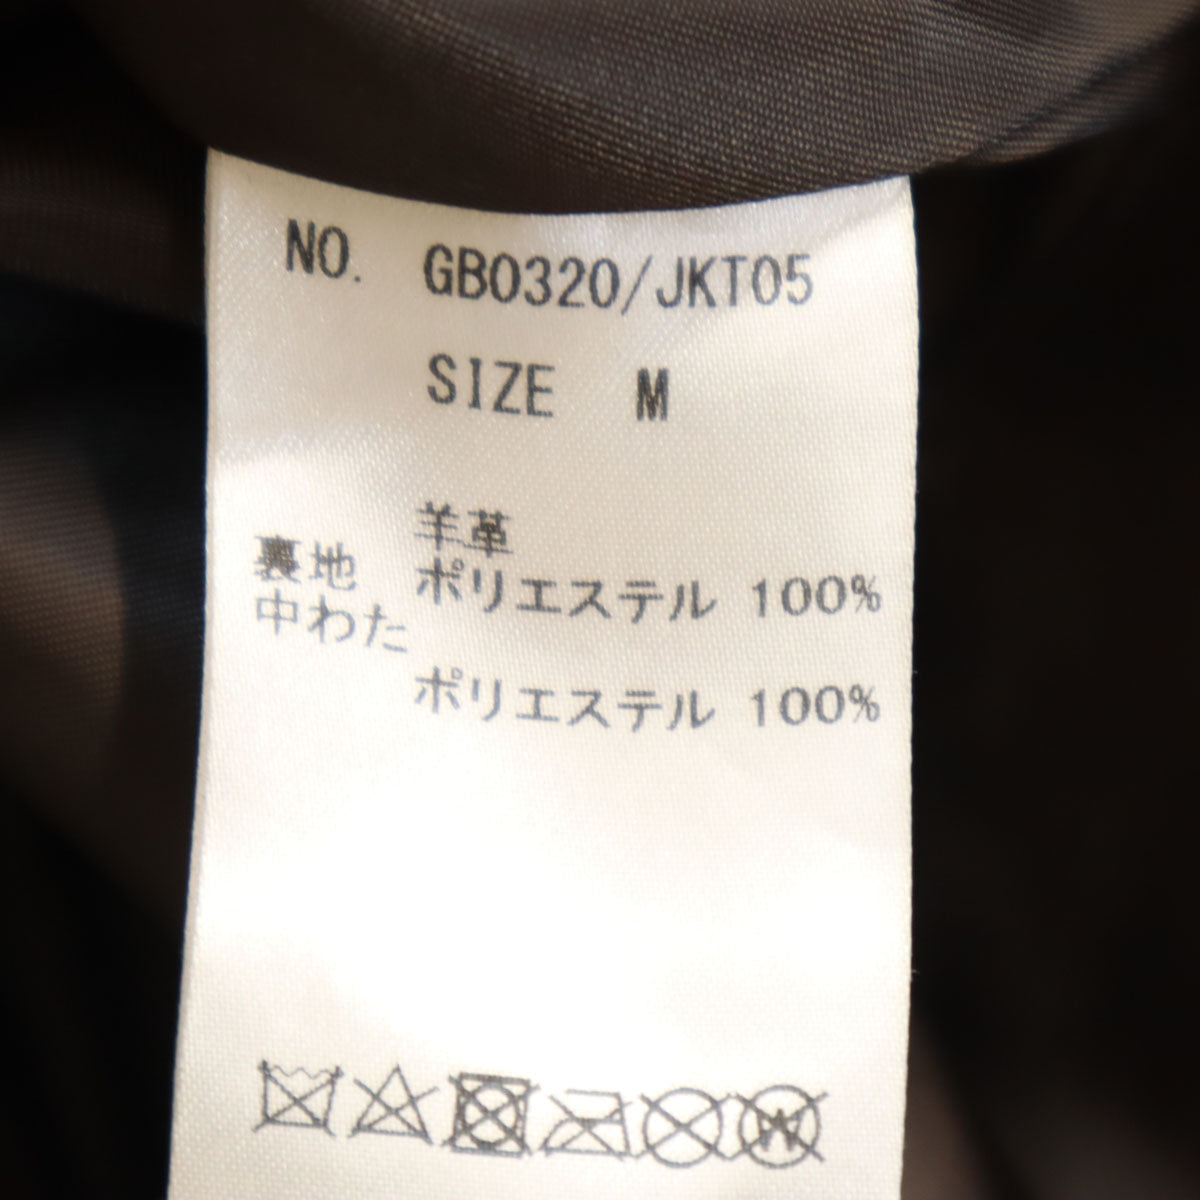 NO. GB0320/JKT05
SIZE M
羊革
裏地 ポリエステル 100%
中わた
ポリエステル 100%
W